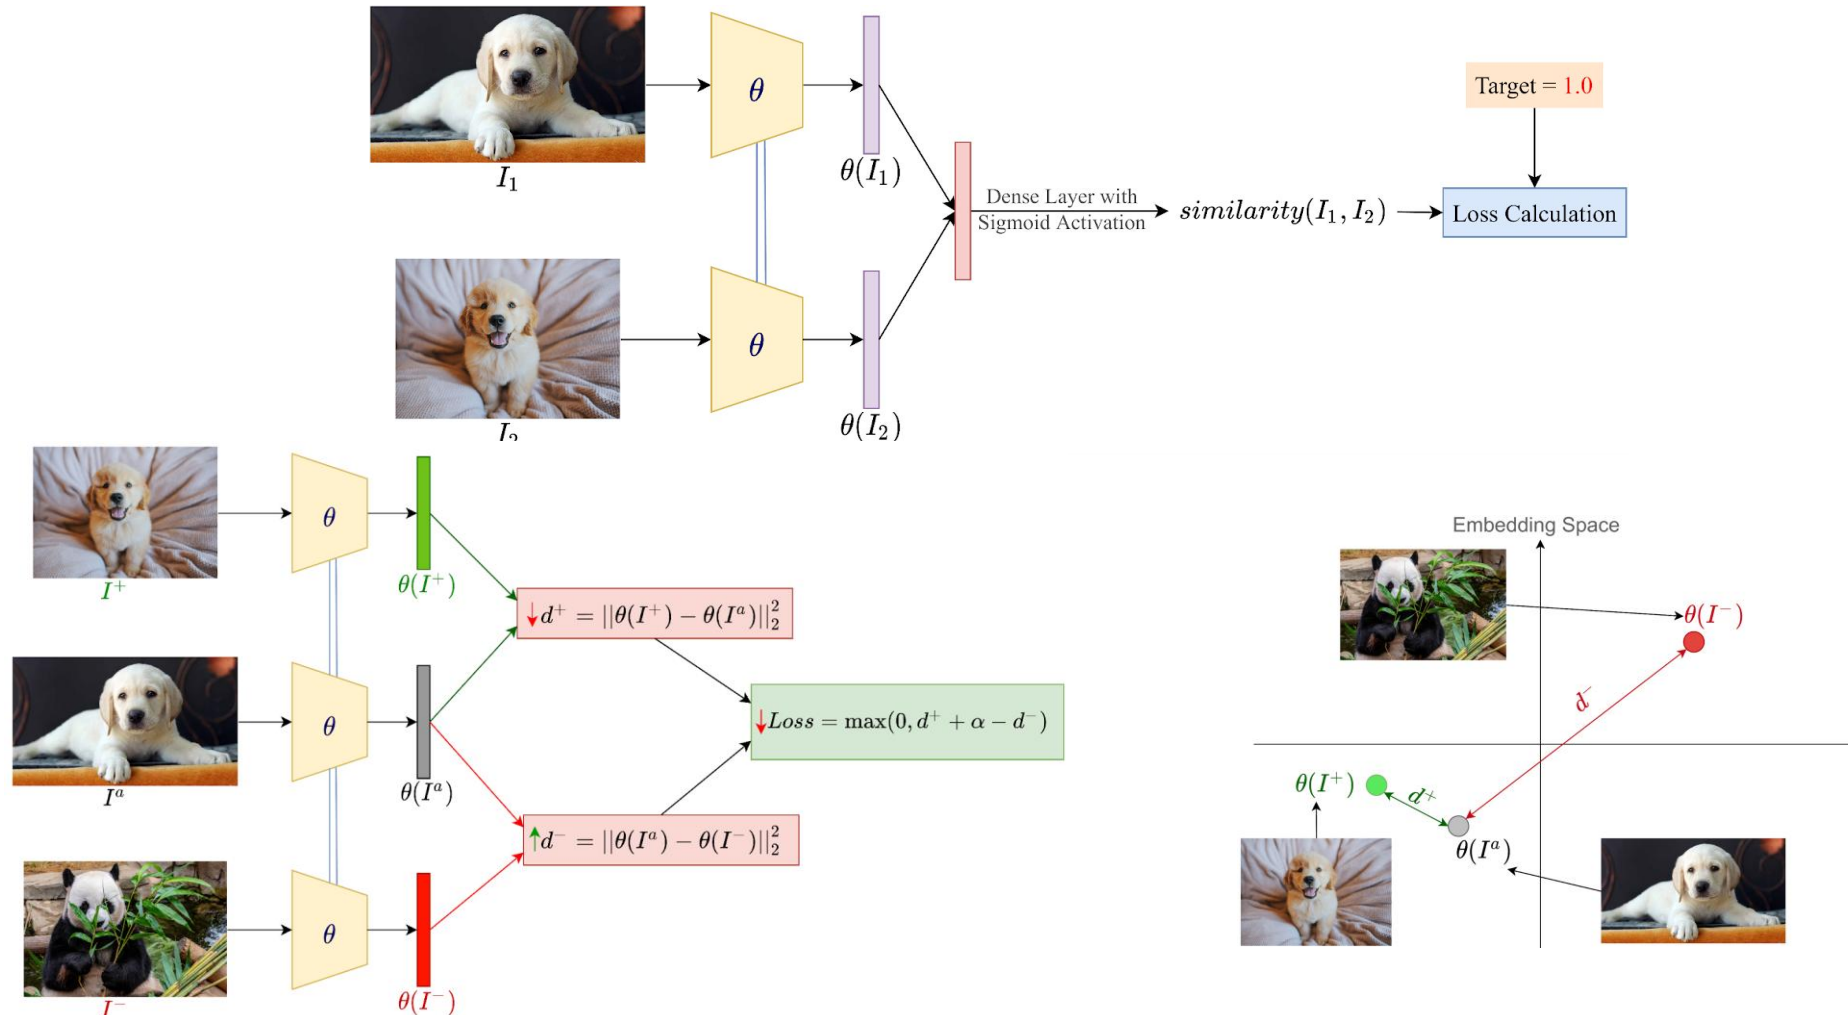 θ
θ(I₁)
I₁
Target = 1.0
Dense Layer with
Sigmoid Activation
similarity(I₁, I₂)
Loss Calculation
θ
θ(I₂)
I₂
θ
I⁺
θ(I⁺)
↓d⁺ = ||θ(I⁺) − θ(Iᵃ)||₂²
θ
Iᵃ
θ(Iᵃ)
↓Loss = max(0, d⁺ + α − d⁻)
↑d⁻ = ||θ(Iᵃ) − θ(I⁻)||₂²
θ
I⁻
θ(I⁻)
Embedding Space
θ(I⁻)
d⁻
θ(I⁺)
d⁺
θ(Iᵃ)